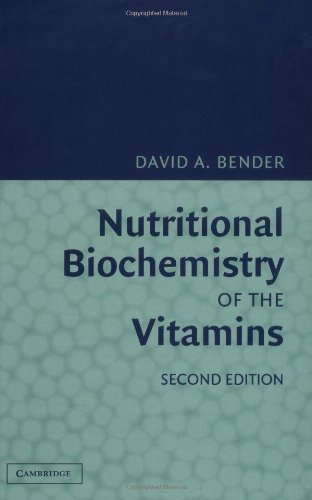 DAVID A. BENDER
Nutritional
Biochemistry
OF THE
Vitamins
SECOND EDITION
CAMBRIDGE